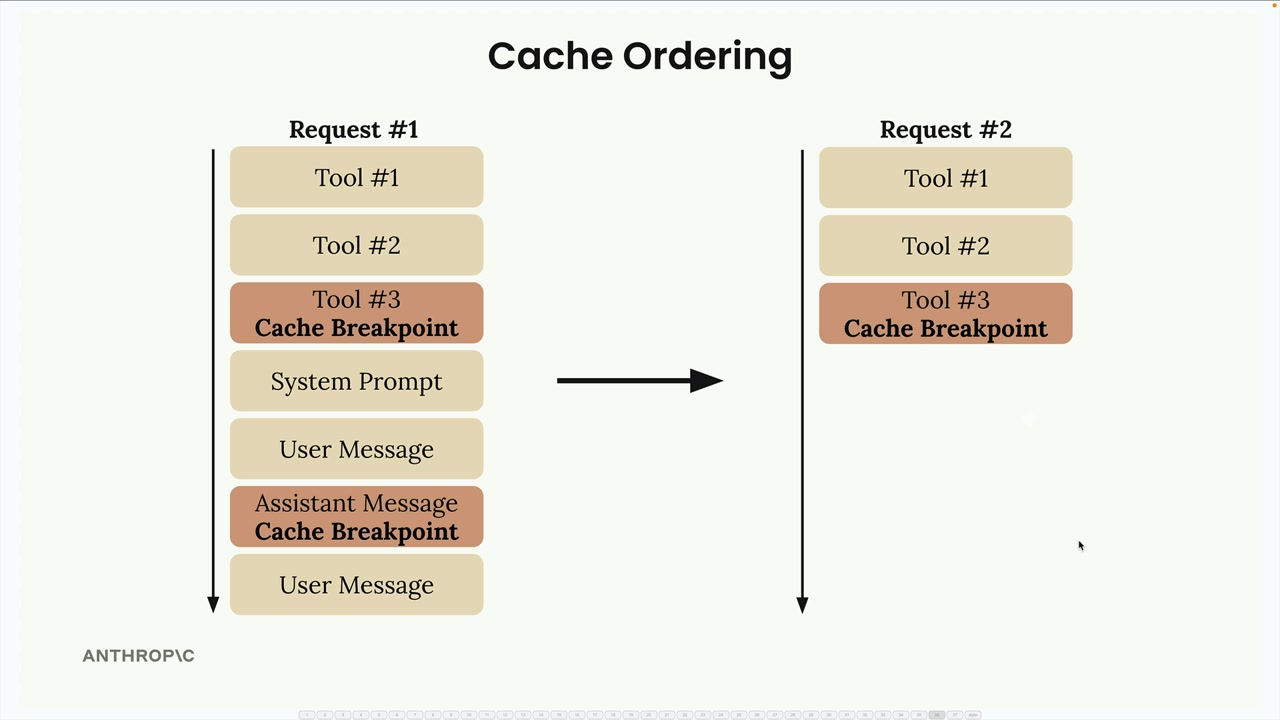 Cache Ordering
Request #1
Tool #1
Tool #2
Tool #3
Cache Breakpoint
System Prompt
User Message
Assistant Message
Cache Breakpoint
User Message
Request #2
Tool #1
Tool #2
Tool #3
Cache Breakpoint
ANTHROP\C